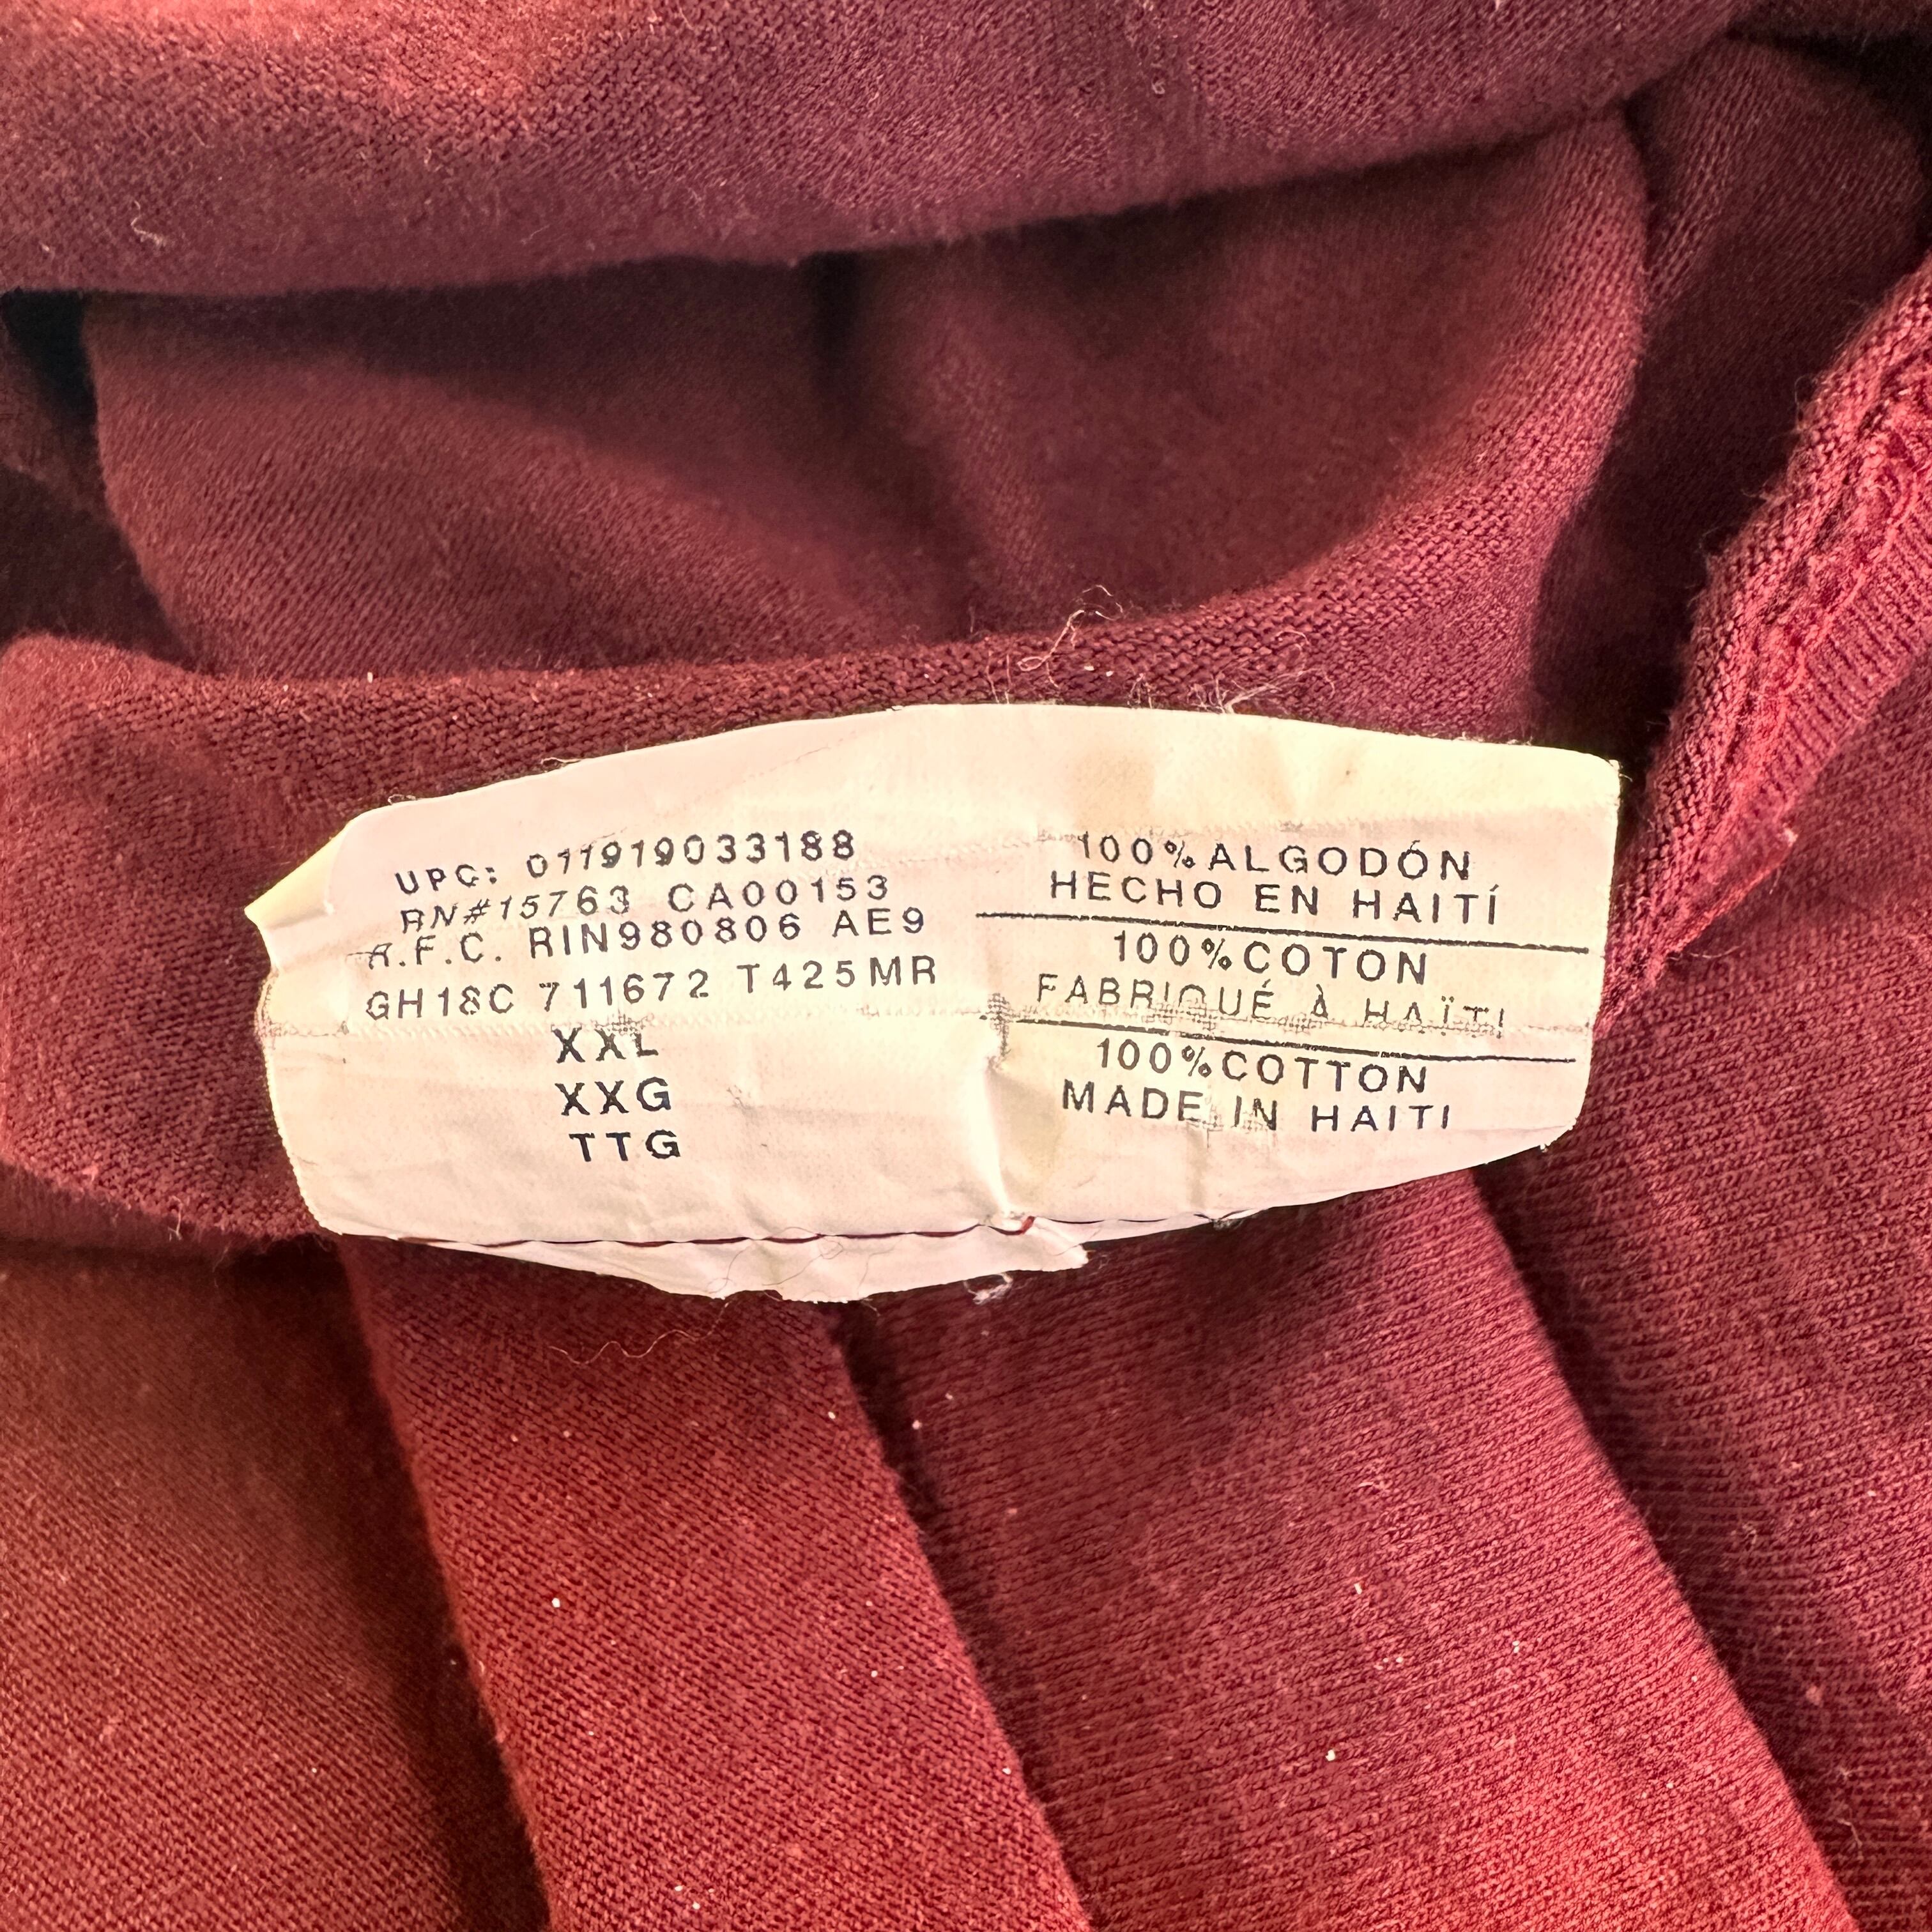 UPC: 011919033188
RN#15763 CA00153
R.F.C. RIN980806 AE9
GH18C 711672 T425MR
XXL
XXG
TTG
100% ALGODÓN
HECHO EN HAITÍ
100% COTON
FABRIQUÉ À HAÏTI
100% COTTON
MADE IN HAITI